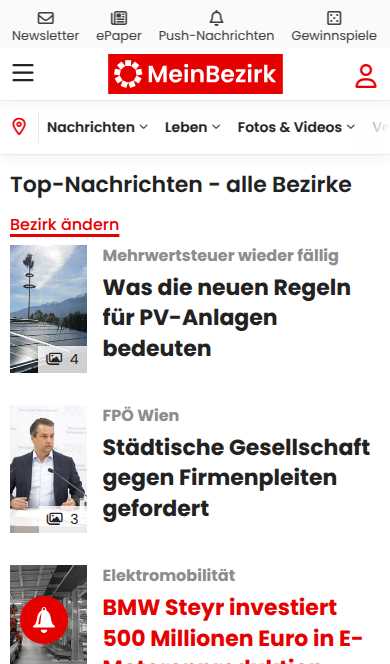 Newsletter ePaper Push-Nachrichten Gewinnspiele
MeinBezirk
Nachrichten Leben Fotos & Videos
Top-Nachrichten - alle Bezirke
Bezirk ändern
Mehrwertsteuer wieder fällig
Was die neuen Regeln
für PV-Anlagen
bedeuten
4
FPÖ Wien
Städtische Gesellschaft
gegen Firmenpleiten
gefordert
3
Elektromobilität
BMW Steyr investiert
500 Millionen Euro in E-